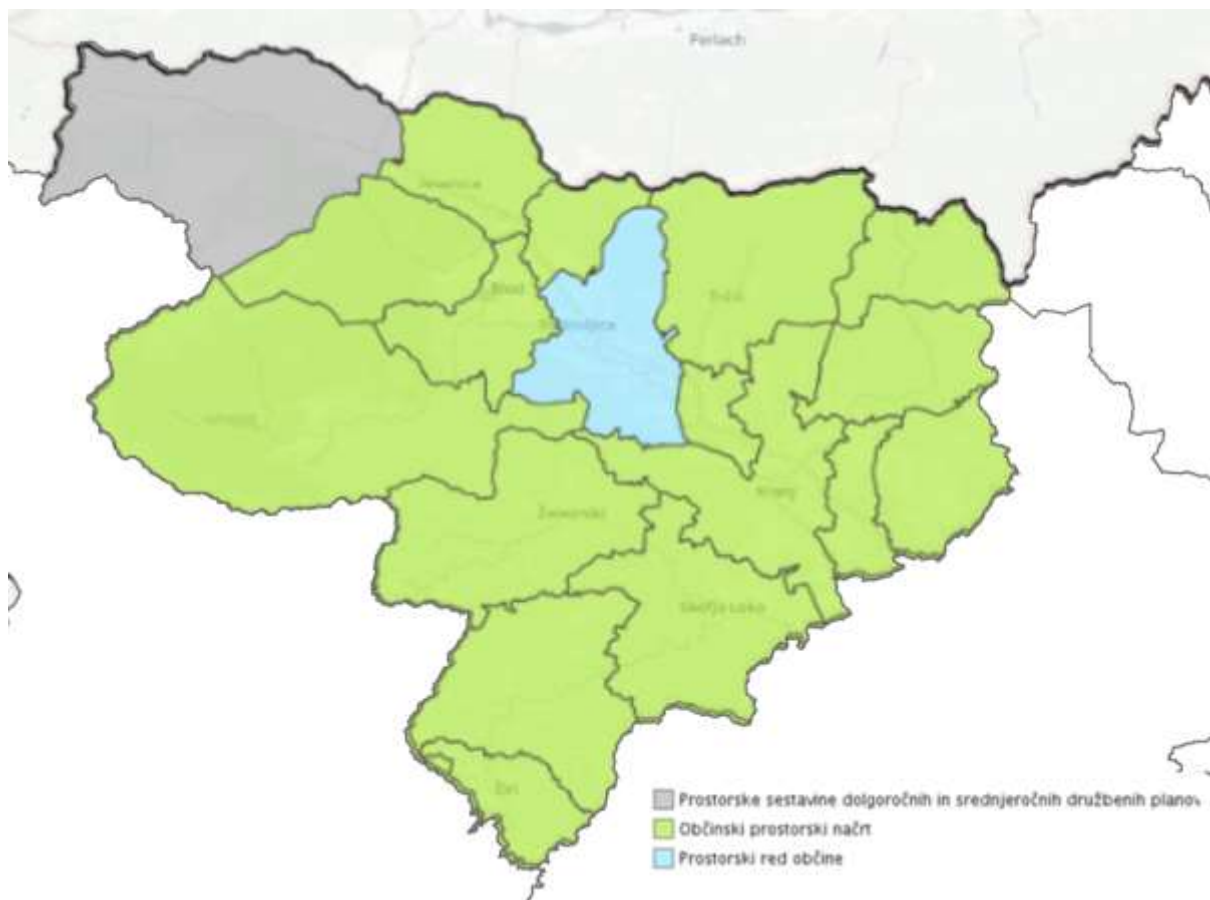 Perlach
Jesenice
Bled
Radovljica
Tržič
Kranj
Železniki
Škofja Loka
Žiri
Prostorske sestavine dolgoročnih in srednjeročnih družbenih planov
Občinski prostorski načrt
Prostorski red občine